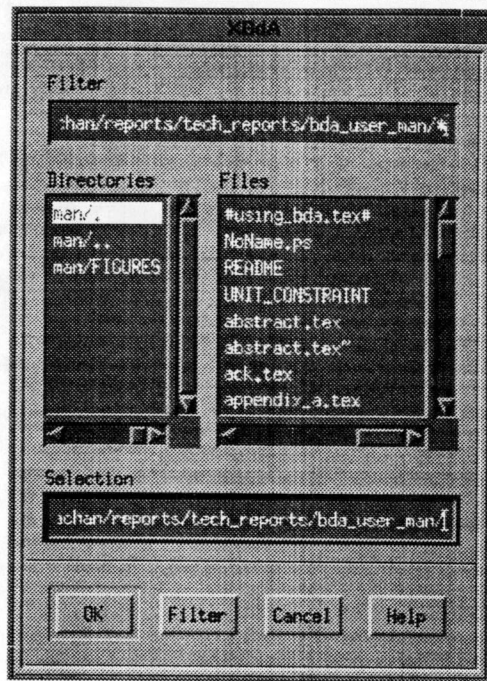 XBdA
Filter
chan/reports/tech_reports/bda_user_man/*
Directories
Files
man/.
man/..
man/FIGURES
#using_bda.tex#
NoName.ps
README
UNIT_CONSTRAINT
abstract.tex
abstract.tex~
ack.tex
appendix_a.tex
Selection
achan/reports/tech_reports/bda_user_man/
OK
Filter
Cancel
Help